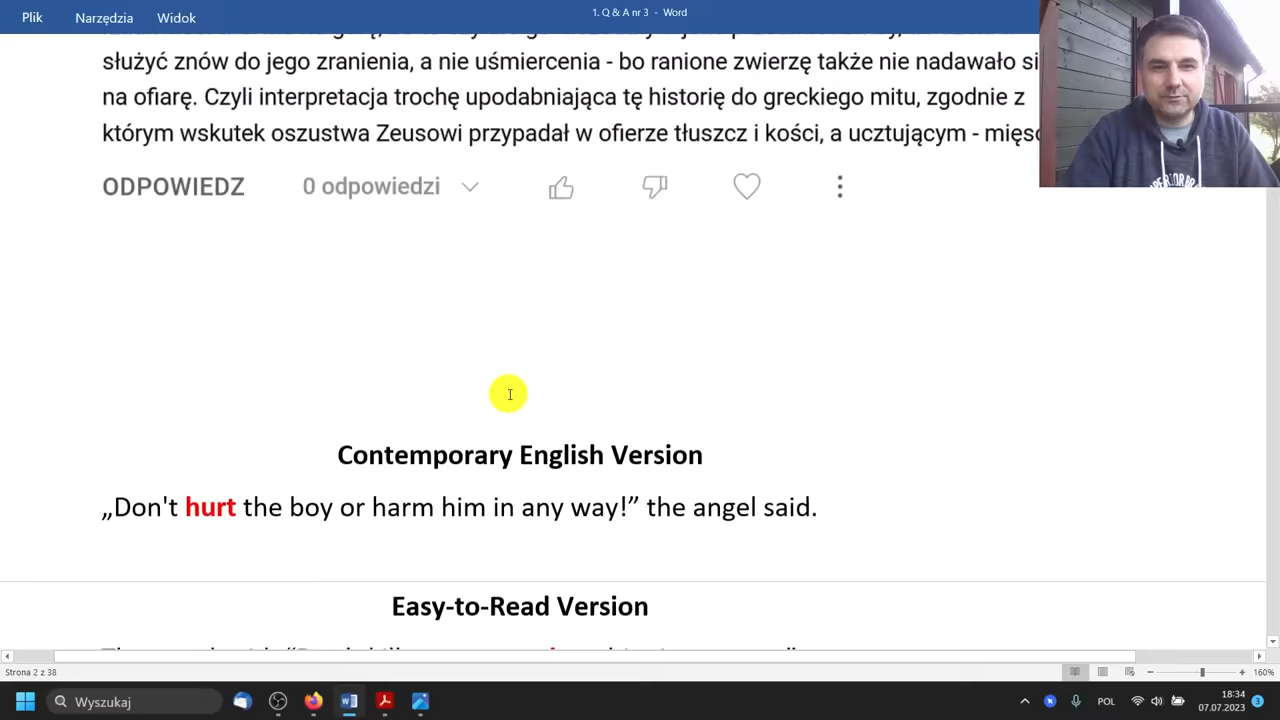 Plik Narzędzia Widok
1. Q & A nr 3 - Word
służyć znów do jego zranienia, a nie uśmiercenia - bo ranione zwierzę także nie nadawało
na ofiarę. Czyli interpretacja trochę upodabniająca tę historię do greckiego mitu, zgodnie z
którym wskutek oszustwa Zeusowi przypadał w ofierze tłuszcz i kości, a ucztującym -
ODPOWIEDZ 0 odpowiedzi
Contemporary English Version
„Don't hurt the boy or harm him in any way!” the angel said.
Easy-to-Read Version
Strona 2 z 38
160%
Wyszukaj
POL
18:34
07.07.2023
3